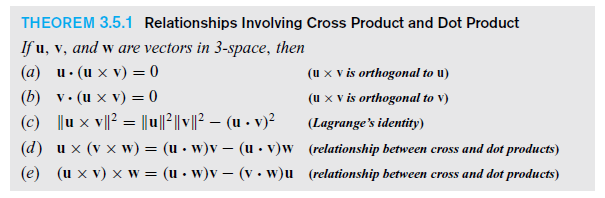 THEOREM 3.5.1 Relationships Involving Cross Product and Dot Product
If u, v, and w are vectors in 3-space, then
(a) u · (u × v) = 0 (u × v is orthogonal to u)
(b) v · (u × v) = 0 (u × v is orthogonal to v)
(c) ‖u × v‖² = ‖u‖²‖v‖² − (u · v)² (Lagrange's identity)
(d) u × (v × w) = (u · w)v − (u · v)w (relationship between cross and dot products)
(e) (u × v) × w = (u · w)v − (v · w)u (relationship between cross and dot products)